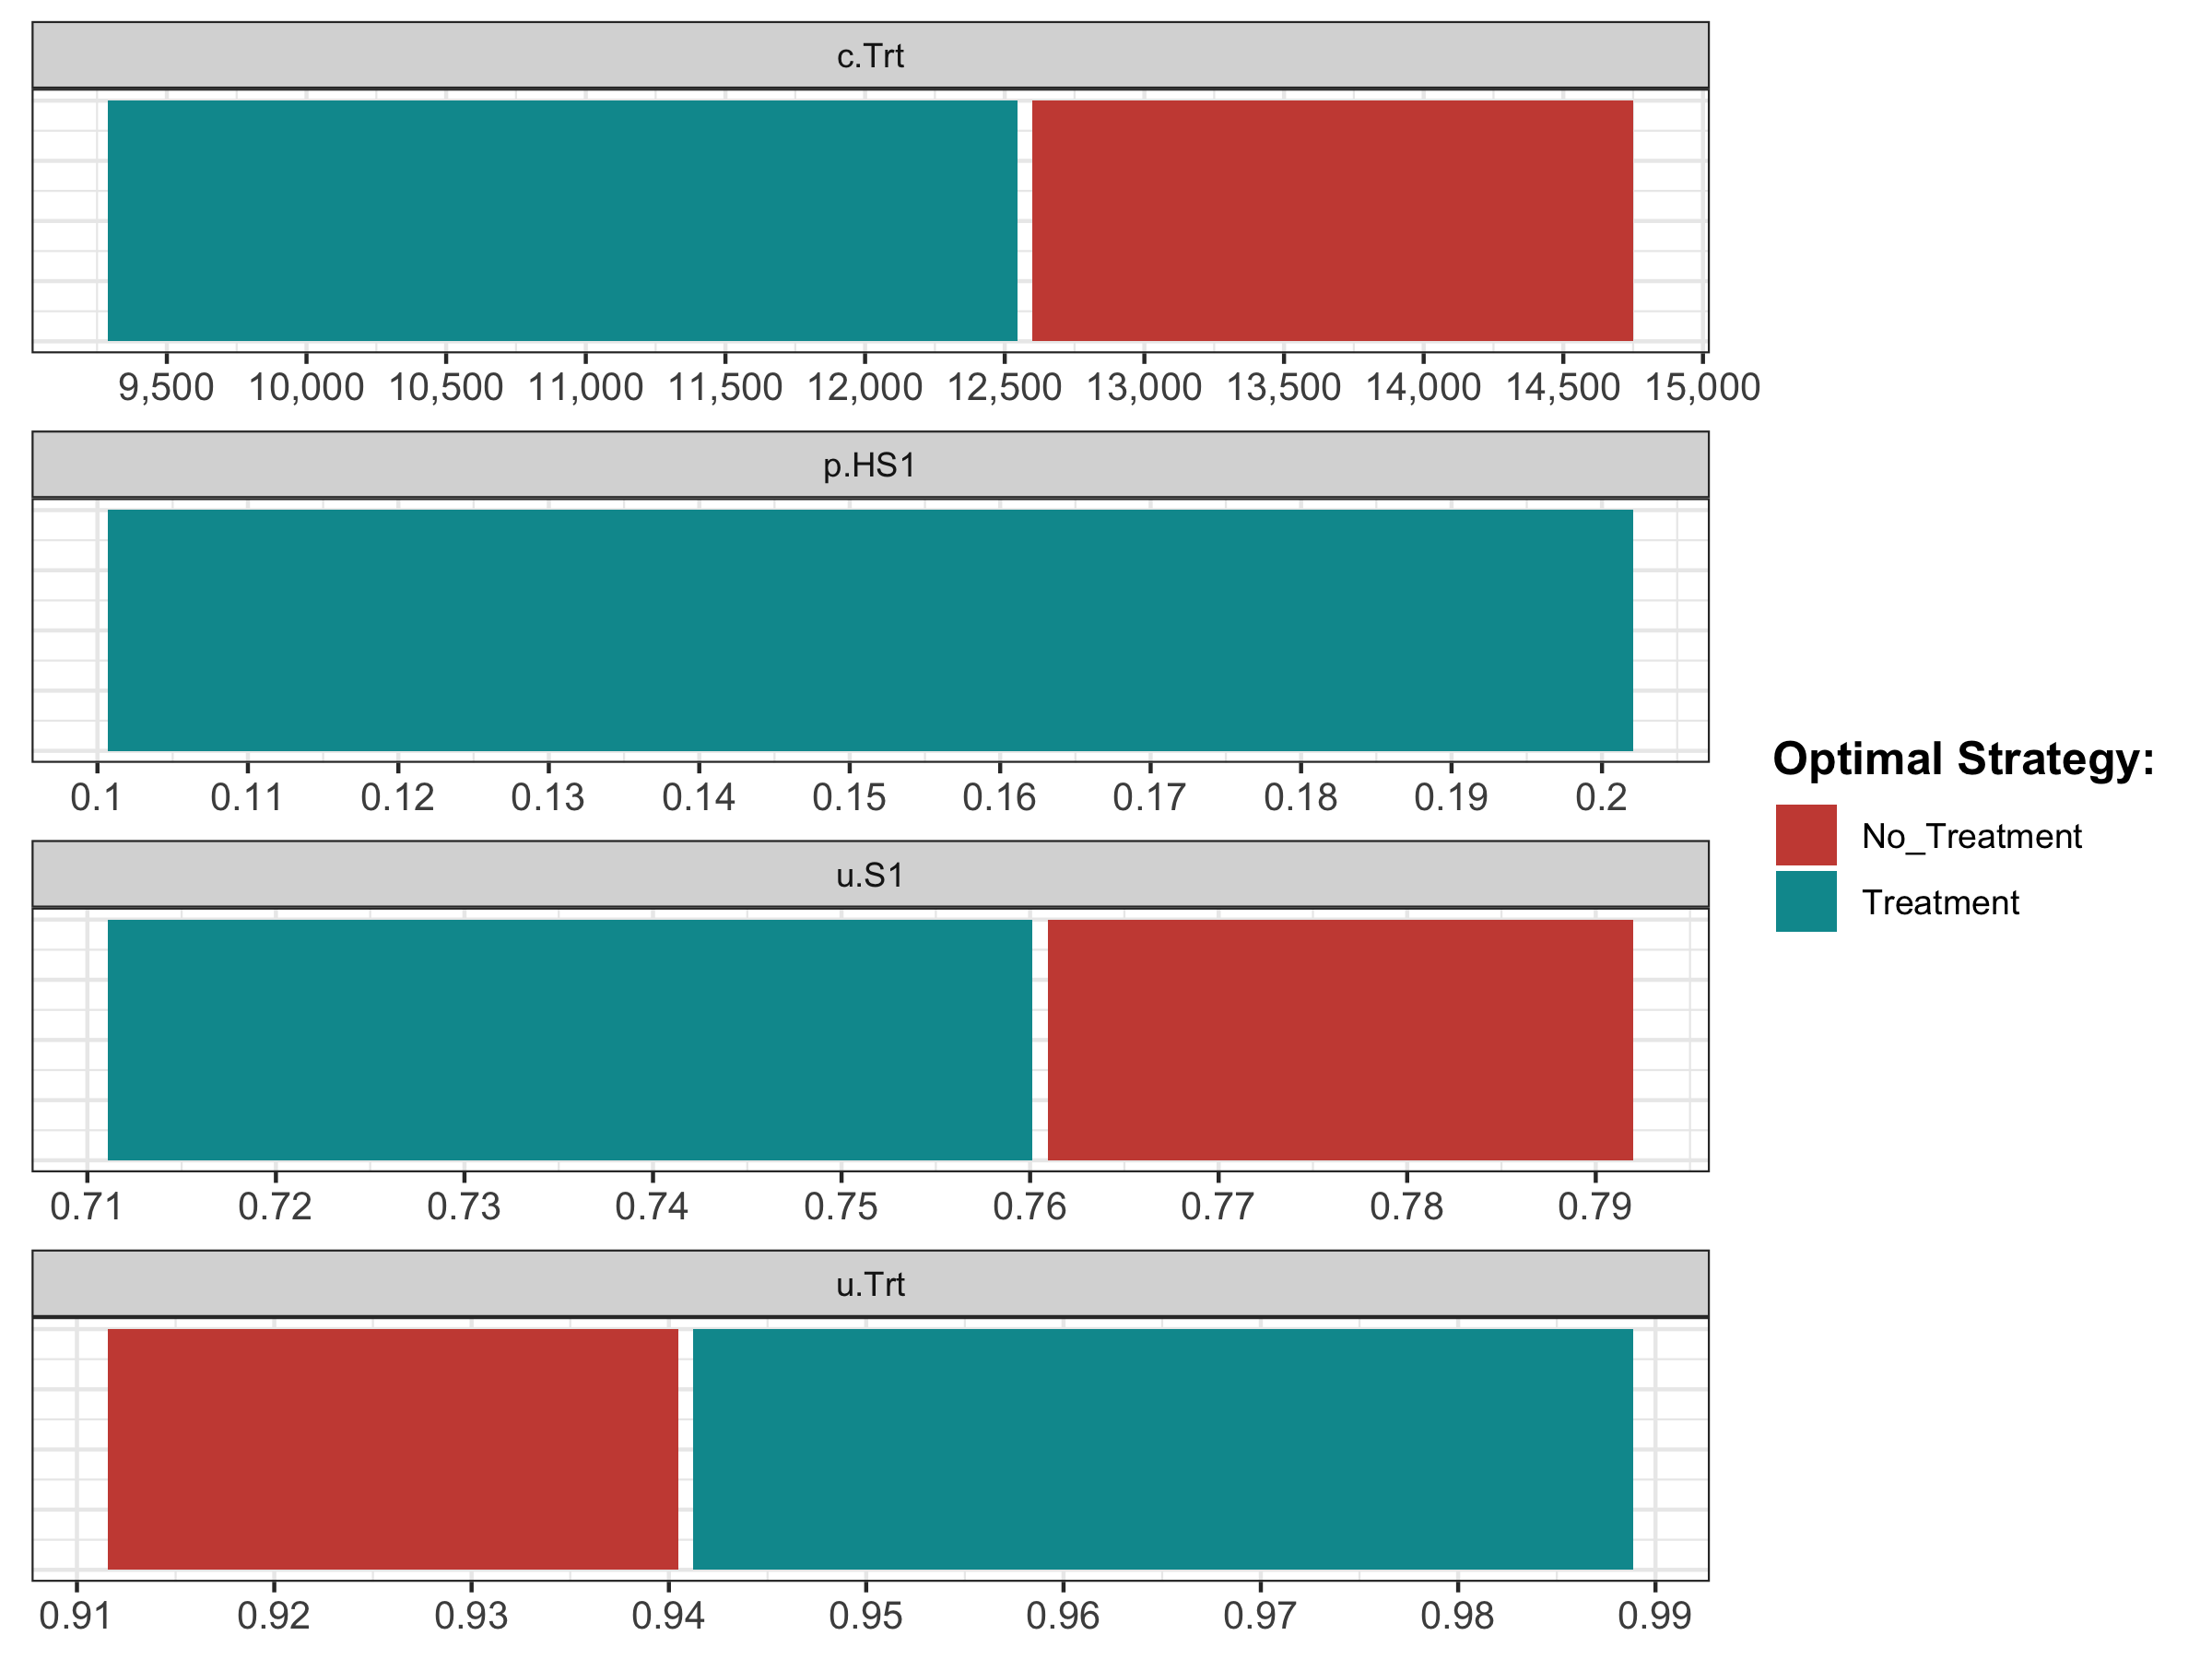 c.Trt
9,500 10,000 10,500 11,000 11,500 12,000 12,500 13,000 13,500 14,000 14,500 15,000
p.HS1
0.1 0.11 0.12 0.13 0.14 0.15 0.16 0.17 0.18 0.19 0.2
u.S1
0.71 0.72 0.73 0.74 0.75 0.76 0.77 0.78 0.79
u.Trt
0.91 0.92 0.93 0.94 0.95 0.96 0.97 0.98 0.99
Optimal Strategy:
No_Treatment
Treatment